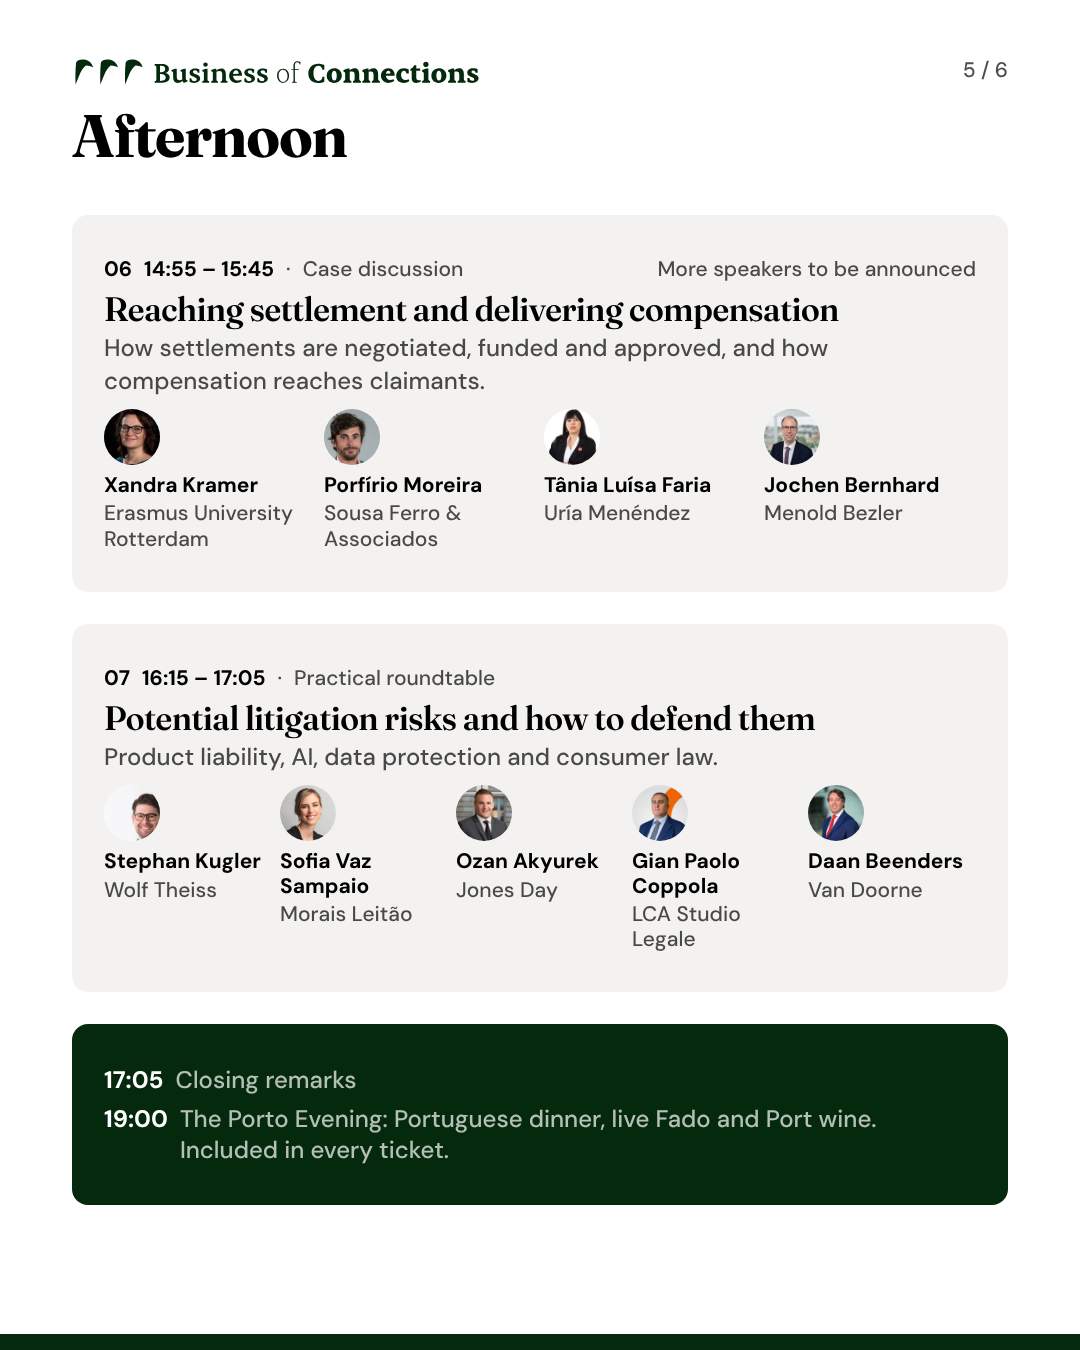 Business of Connections
5 / 6
Afternoon
06 14:55 – 15:45 · Case discussion
More speakers to be announced
Reaching settlement and delivering compensation
How settlements are negotiated, funded and approved, and how
compensation reaches claimants.
Xandra Kramer
Erasmus University
Rotterdam
Porfírio Moreira
Sousa Ferro &
Associados
Tânia Luísa Faria
Uría Menéndez
Jochen Bernhard
Menold Bezler
07 16:15 – 17:05 · Practical roundtable
Potential litigation risks and how to defend them
Product liability, AI, data protection and consumer law.
Stephan Kugler
Wolf Theiss
Sofia Vaz
Sampaio
Morais Leitão
Ozan Akyurek
Jones Day
Gian Paolo
Coppola
LCA Studio
Legale
Daan Beenders
Van Doorne
17:05 Closing remarks
19:00 The Porto Evening: Portuguese dinner, live Fado and Port wine.
Included in every ticket.